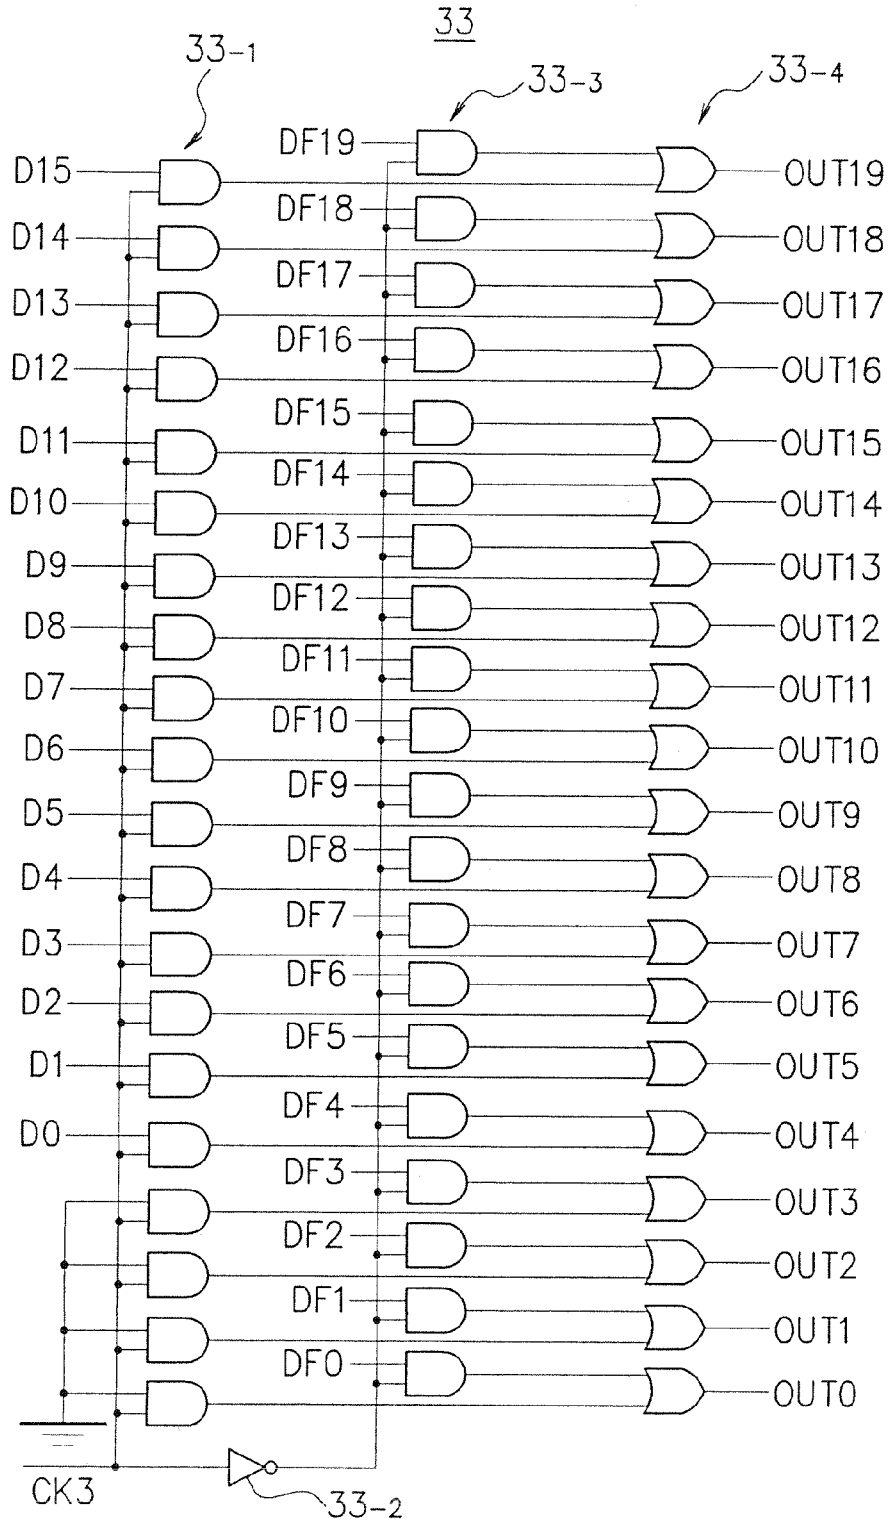 33
33-1
33-3
33-4
DF19
D15
OUT19
DF18
D14
OUT18
DF17
D13
OUT17
DF16
D12
OUT16
DF15
D11
OUT15
DF14
D10
OUT14
DF13
D9
OUT13
DF12
D8
OUT12
DF11
D7
OUT11
DF10
D6
OUT10
DF9
D5
OUT9
DF8
D4
OUT8
DF7
D3
OUT7
DF6
D2
OUT6
DF5
D1
OUT5
DF4
D0
OUT4
DF3
OUT3
DF2
OUT2
DF1
OUT1
DF0
OUT0
CK3
33-2